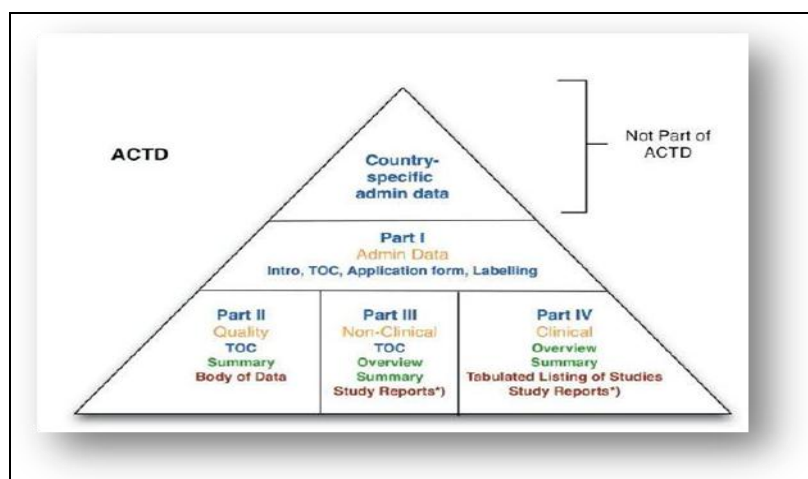 ACTD
Not Part of
ACTD
Country-
specific
admin data
Part I
Admin Data
Intro, TOC, Application form, Labelling
Part II
Quality
TOC
Summary
Body of Data
Part III
Non-Clinical
TOC
Overview
Summary
Study Reports*)
Part IV
Clinical
Overview
Summary
Tabulated Listing of Studies
Study Reports*)